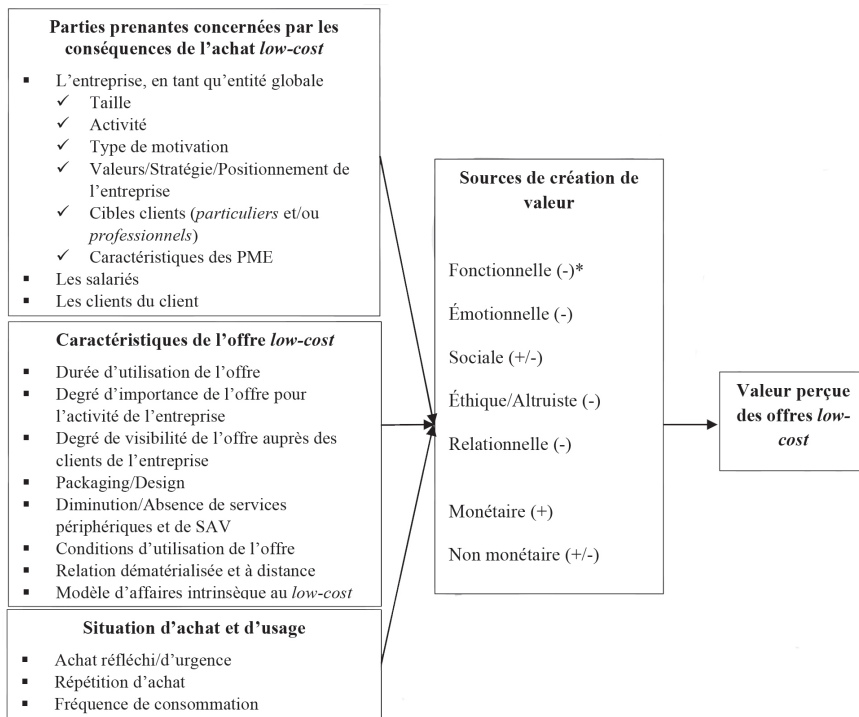 Parties prenantes concernées par les
conséquences de l'achat low-cost
▪ L'entreprise, en tant qu'entité globale
✓ Taille
✓ Activité
✓ Type de motivation
✓ Valeurs/Stratégie/Positionnement de
l'entreprise
✓ Cibles clients (particuliers et/ou
professionnels)
✓ Caractéristiques des PME
▪ Les salariés
▪ Les clients du client
Caractéristiques de l'offre low-cost
▪ Durée d'utilisation de l'offre
▪ Degré d'importance de l'offre pour
l'activité de l'entreprise
▪ Degré de visibilité de l'offre auprès des
clients de l'entreprise
▪ Packaging/Design
▪ Diminution/Absence de services
périphériques et de SAV
▪ Conditions d'utilisation de l'offre
▪ Relation dématérialisée et à distance
▪ Modèle d'affaires intrinsèque au low-cost
Situation d'achat et d'usage
▪ Achat réfléchi/d'urgence
▪ Répétition d'achat
▪ Fréquence de consommation
Sources de création de
valeur
Fonctionnelle (-)*
Émotionnelle (-)
Sociale (+/-)
Éthique/Altruiste (-)
Relationnelle (-)
Monétaire (+)
Non monétaire (+/-)
Valeur perçue
des offres low-
cost